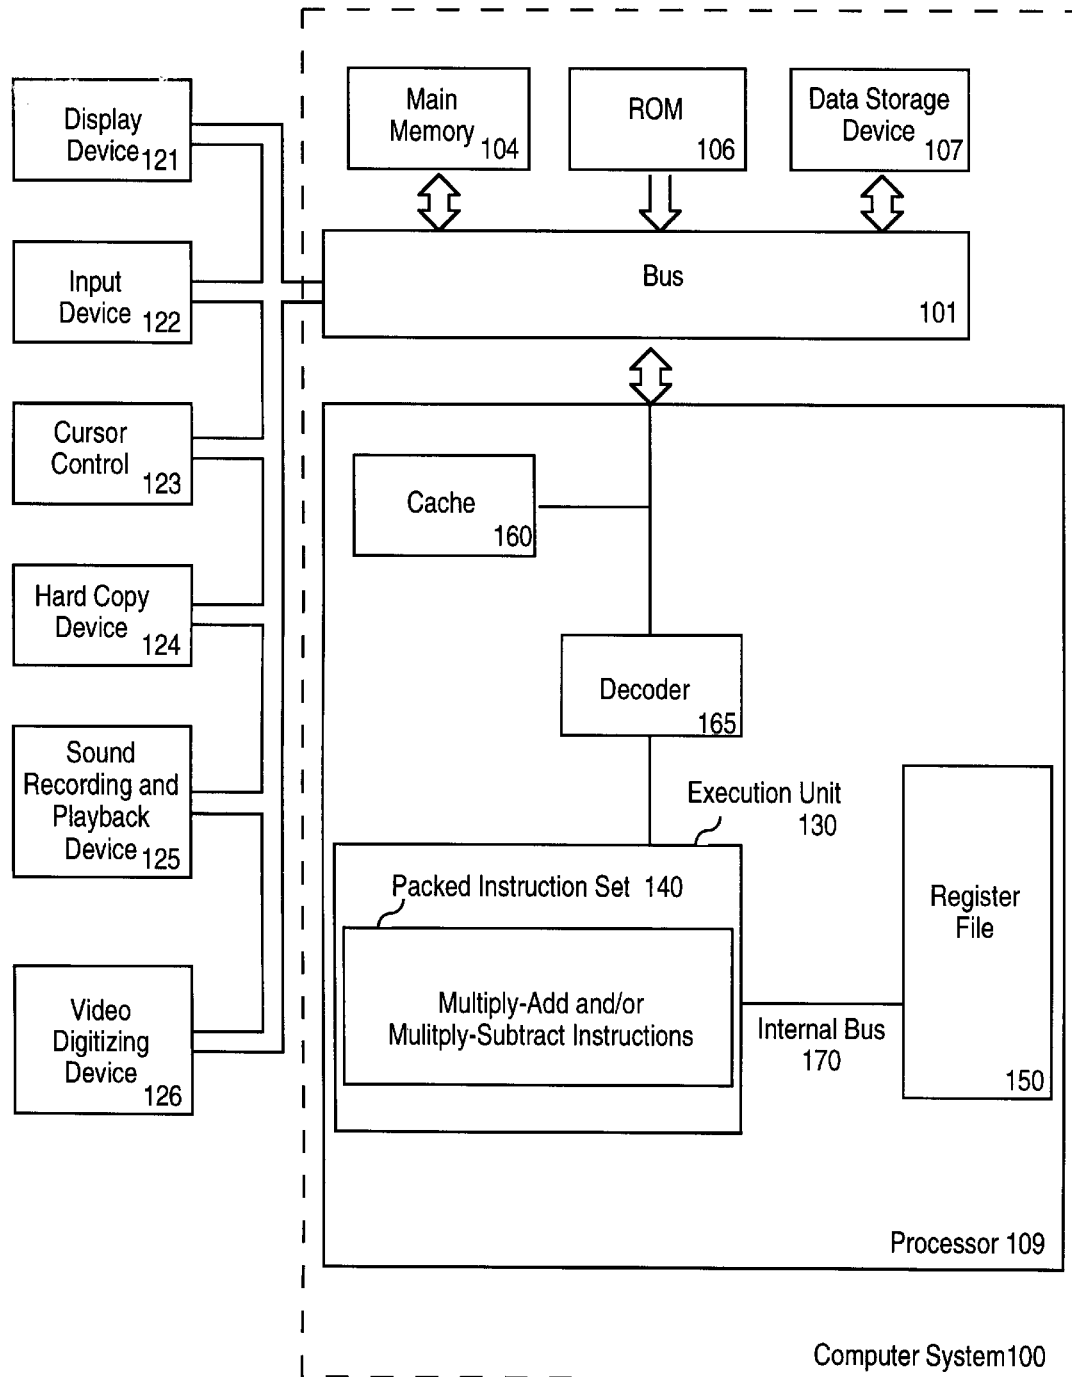 Display
Device 121
Input
Device 122
Cursor
Control 123
Hard Copy
Device 124
Sound
Recording and
Playback
Device 125
Video
Digitizing
Device 126
Main
Memory 104
ROM
106
Data Storage
Device 107
Bus
101
Cache
160
Decoder
165
Execution Unit
130
Packed Instruction Set 140
Multiply-Add and/or
Mulitply-Subtract Instructions
Internal Bus
170
Register
File
150
Processor 109
Computer System100